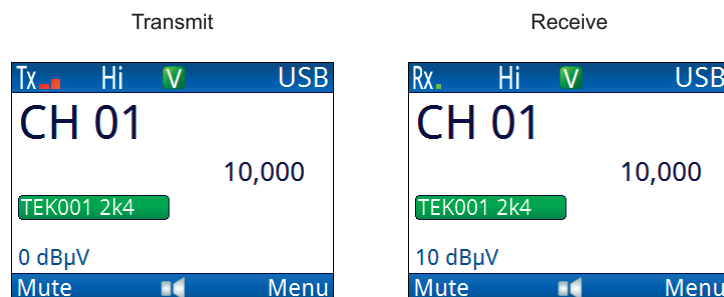 Transmit
Receive
Tx Hi V USB
CH 01
10,000
TEK001 2k4
0 dBµV
Mute Menu
Rx Hi V USB
CH 01
10,000
TEK001 2k4
10 dBµV
Mute Menu